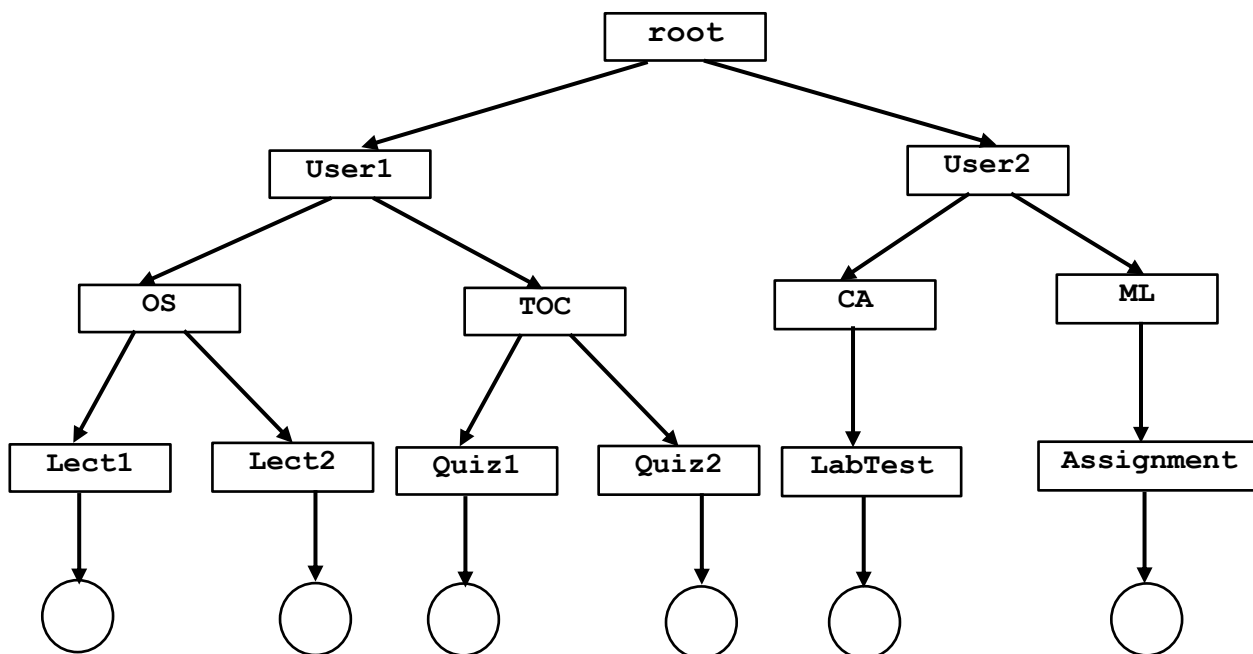 root
User1
User2
OS
TOC
CA
ML
Lect1
Lect2
Quiz1
Quiz2
LabTest
Assignment